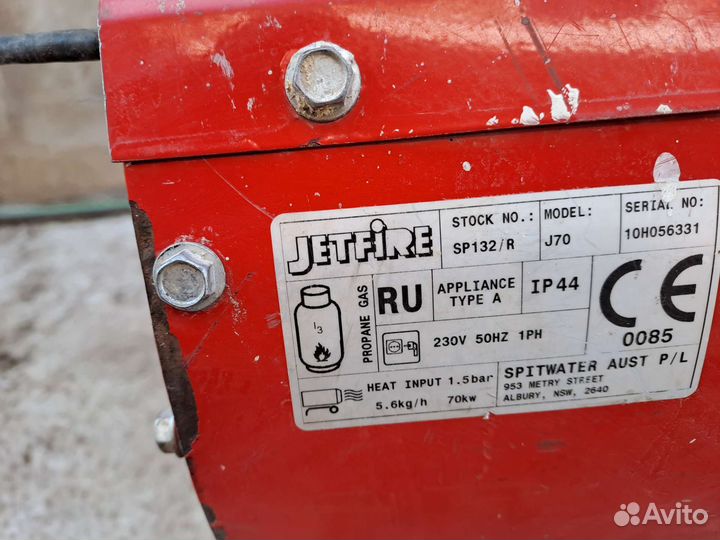 JETFIRE
STOCK NO.:
SP132/R
MODEL:
J70
SERIAL NO:
10H056331
I3
PROPANE GAS
RU
APPLIANCE
TYPE A
IP44
CE
0085
230V 50HZ 1PH
HEAT INPUT 1.5bar
5.6kg/h 70kw
SPITWATER AUST P/L
953 METRY STREET
ALBURY, NSW, 2640
Avito